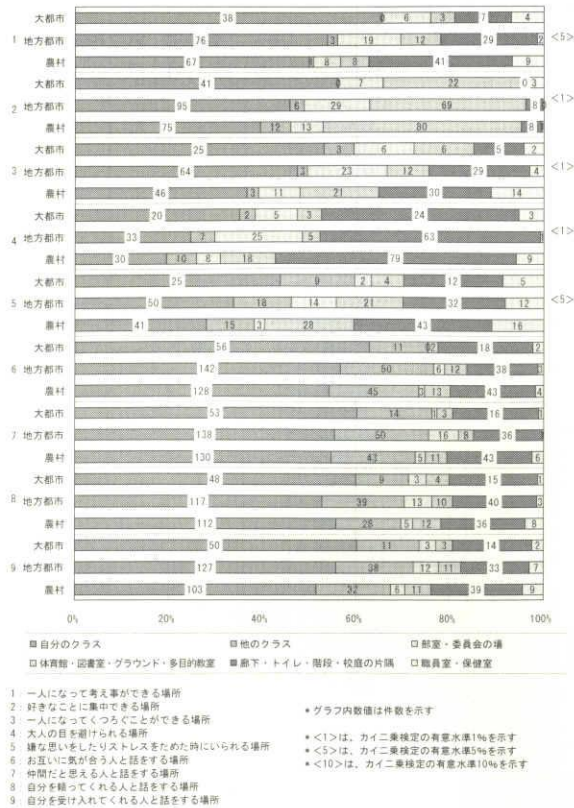 大都市 38 0 6 3 7 4
1 地方都市 76 3 19 12 29 2 <5>
農村 67 8 8 41 9
大都市 41 0 7 22 0 3
2 地方都市 95 6 29 69 8 <1>
農村 75 12 13 80 8
大都市 25 3 6 6 5 2
3 地方都市 64 3 23 12 29 4 <1>
農村 46 3 11 21 30 14
大都市 20 2 5 3 24 3
4 地方都市 33 7 25 5 63 <1>
農村 30 10 8 18 79 9
大都市 25 9 2 4 12 5
5 地方都市 50 18 14 21 32 12 <5>
農村 41 15 3 28 43 16
大都市 56 11 0 2 18 2
6 地方都市 142 50 6 12 38 3
農村 128 45 3 13 43 4
大都市 53 14 3 16 1
7 地方都市 138 50 16 8 36
農村 130 43 5 11 43 6
大都市 48 9 3 4 15 1
8 地方都市 117 39 13 10 40 3
農村 112 26 5 12 36 8
大都市 50 11 3 3 14 2
9 地方都市 127 38 12 11 33 7
農村 103 32 6 11 39 9
0% 20% 40% 60% 80% 100%
自分のクラス 他のクラス 部室・委員会の場
体育館・図書室・グラウンド・多目的教室 廊下・トイレ・階段・校庭の片隅 職員室・保健室
1：一人になって考え事ができる場所
2：好きなことに集中できる場所
3：一人になってくつろぐことができる場所
4：大人の目を避けられる場所
5：嫌な思いをしたりストレスをためた時にいられる場所
6：お互いに気が合う人と話をする場所
7：仲間だと思える人と話をする場所
8：自分を頼ってくれる人と話をする場所
9：自分を受け入れてくれる人と話をする場所
＊グラフ内数値は件数を示す
＊<1>は、カイ二乗検定の有意水準1%を示す
＊<5>は、カイ二乗検定の有意水準5%を示す
＊<10>は、カイ二乗検定の有意水準10%を示す